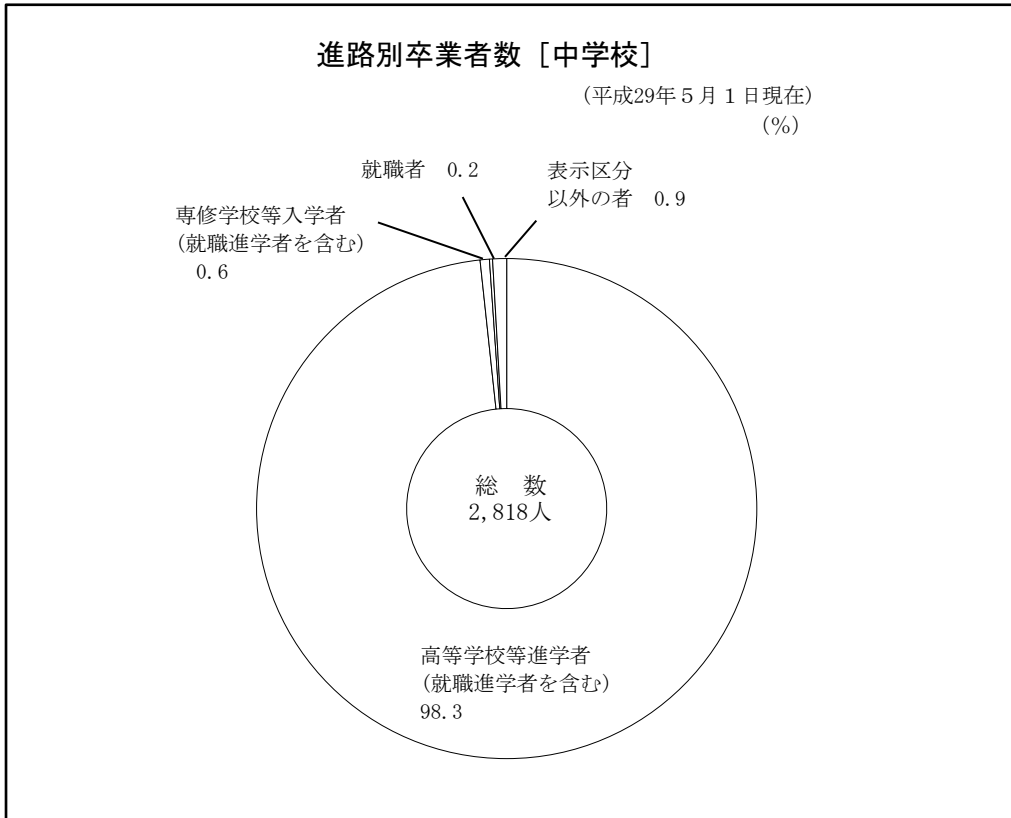 進路別卒業者数［中学校］
(平成29年５月１日現在)
(%)
就職者　0.2
表示区分
以外の者　0.9
専修学校等入学者
(就職進学者を含む)
0.6
総　数
2,818人
高等学校等進学者
(就職進学者を含む)
98.3